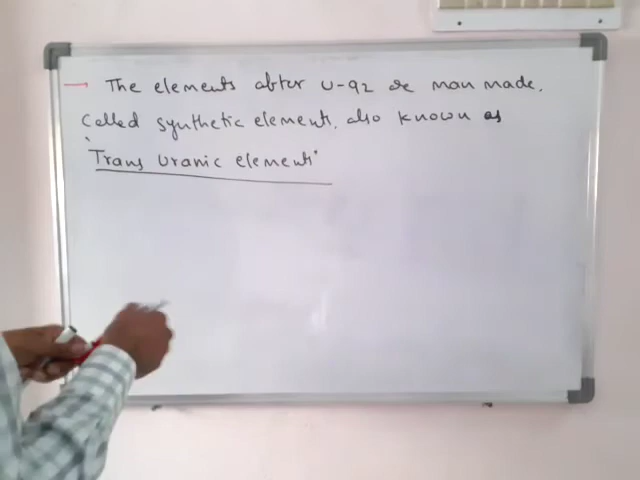 → The elements after U-92 are man made.
Called synthetic elements, also known as
"Trans Uranic elements"